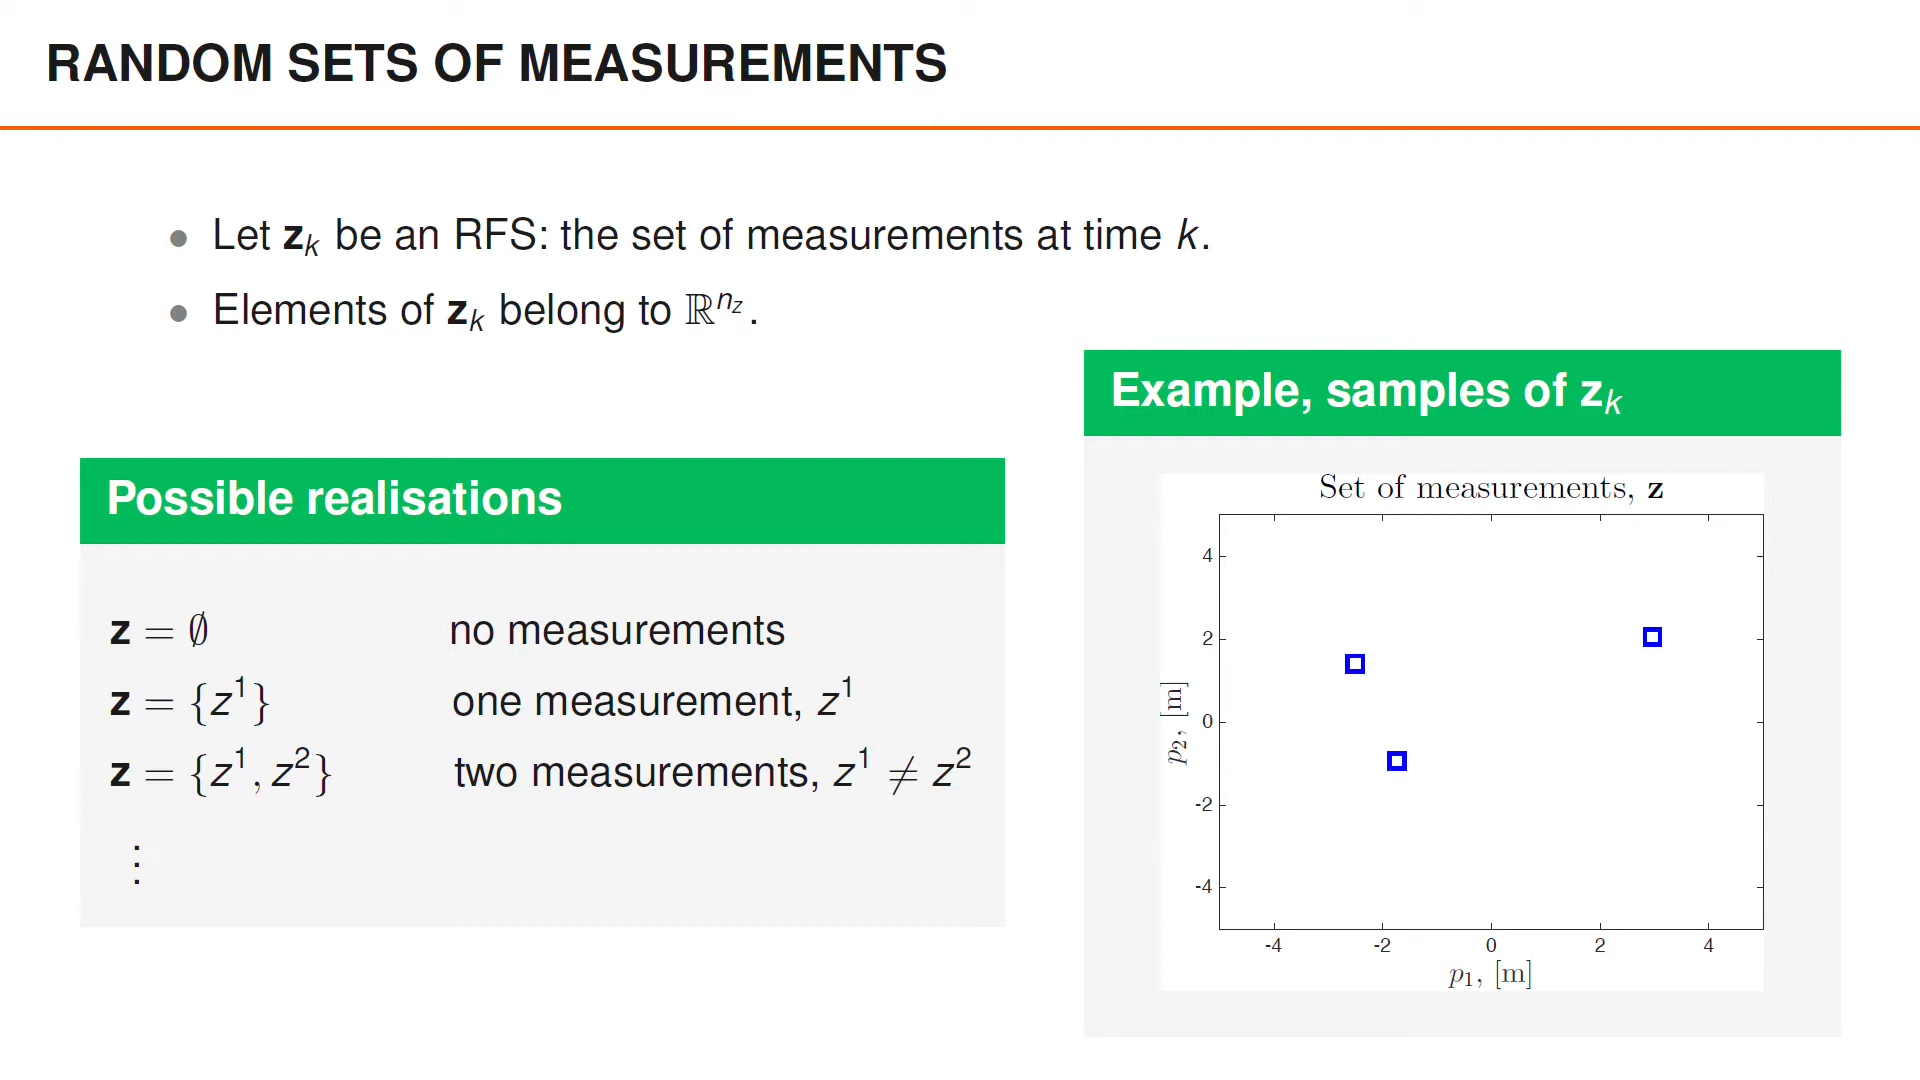 RANDOM SETS OF MEASUREMENTS
Let z_k be an RFS: the set of measurements at time k.
Elements of z_k belong to ℝ^{n_z}.
Possible realisations
z = ∅ no measurements
z = {z^1} one measurement, z^1
z = {z^1, z^2} two measurements, z^1 ≠ z^2
⋮
Example, samples of z_k
Set of measurements, z
4
2
0
-2
-4
p_2, [m]
-4 -2 0 2 4
p_1, [m]